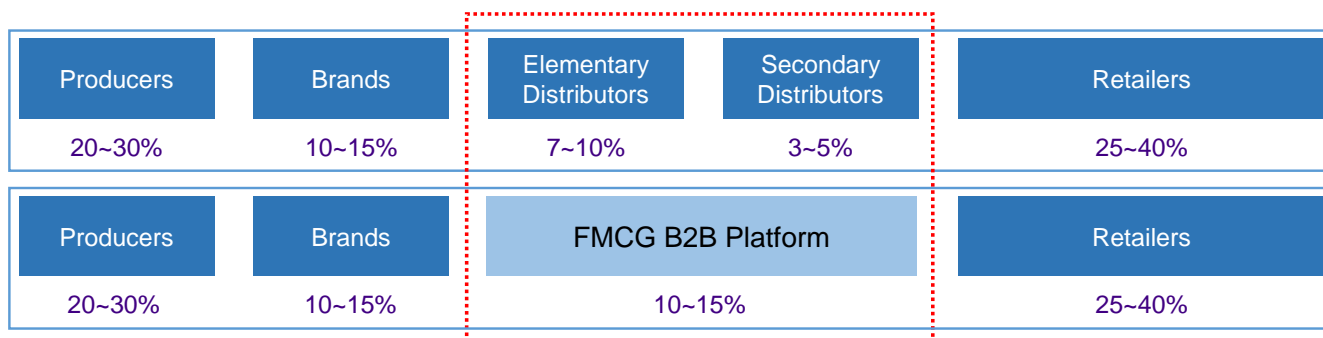 Producers
Brands
Elementary
Distributors
Secondary
Distributors
Retailers
20~30%
10~15%
7~10%
3~5%
25~40%
Producers
Brands
FMCG B2B Platform
Retailers
20~30%
10~15%
10~15%
25~40%